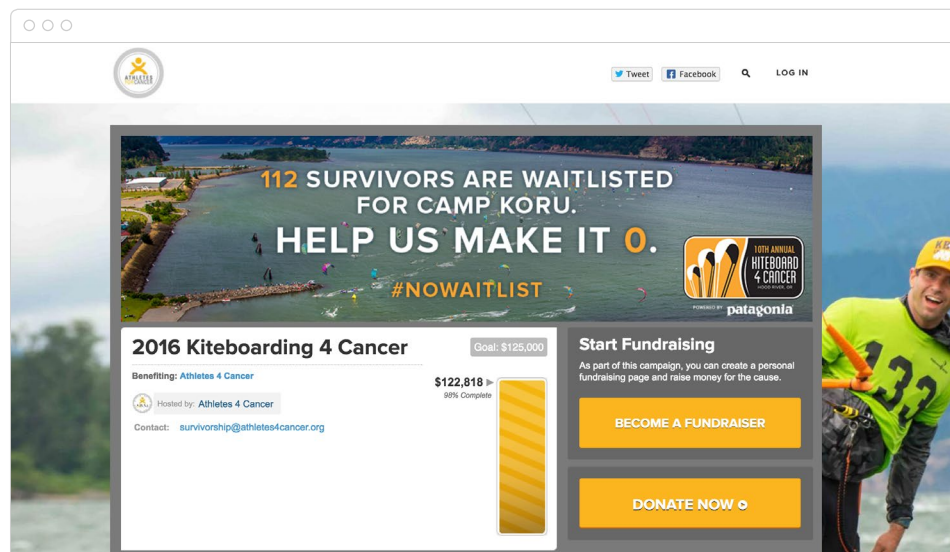 ATHLETES
FOR CANCER
Tweet
Facebook
LOG IN
112 SURVIVORS ARE WAITLISTED
FOR CAMP KORU.
HELP US MAKE IT 0.
#NOWAITLIST
10TH ANNUAL
KITEBOARD
4 CANCER
HOOD RIVER, OR
POWERED BY patagonia
2016 Kiteboarding 4 Cancer
Goal: $125,000
Benefiting: Athletes 4 Cancer
$122,818
98% Complete
Hosted by: Athletes 4 Cancer
Contact: survivorship@athletes4cancer.org
Start Fundraising
As part of this campaign, you can create a personal
fundraising page and raise money for the cause.
BECOME A FUNDRAISER
DONATE NOW
133